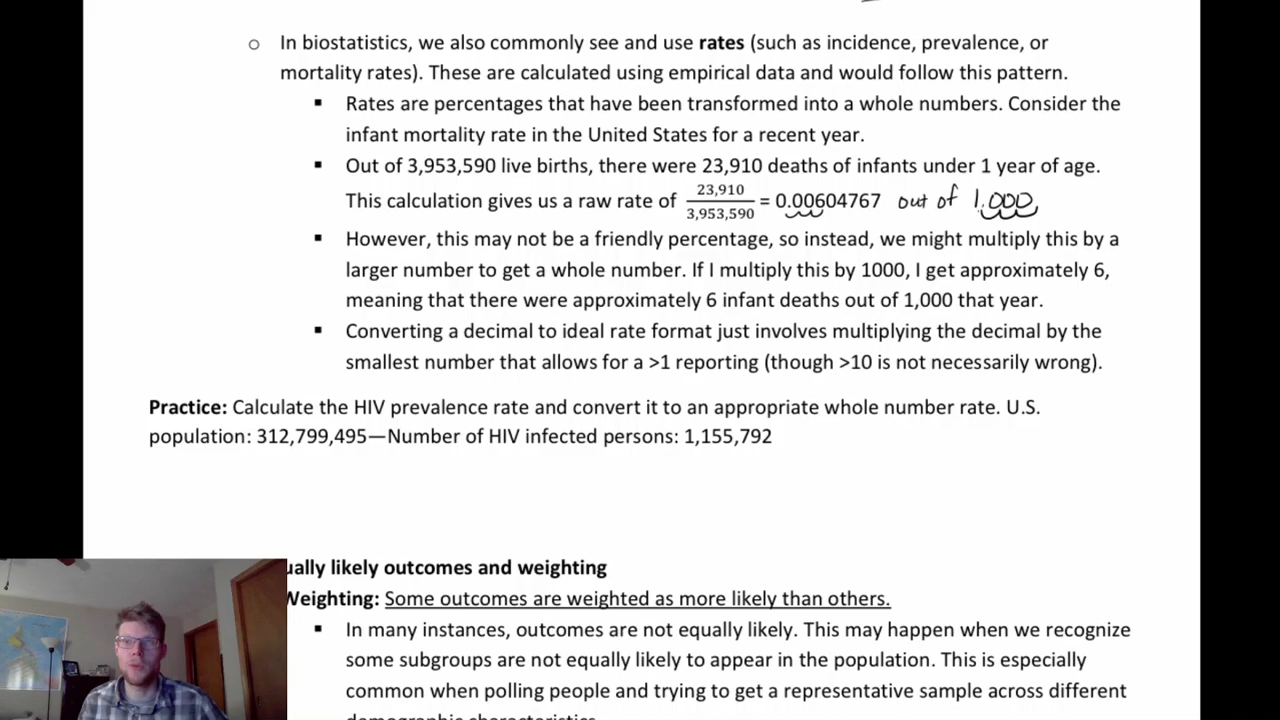 o In biostatistics, we also commonly see and use rates (such as incidence, prevalence, or
mortality rates). These are calculated using empirical data and would follow this pattern.
▪ Rates are percentages that have been transformed into a whole numbers. Consider the
infant mortality rate in the United States for a recent year.
▪ Out of 3,953,590 live births, there were 23,910 deaths of infants under 1 year of age.
This calculation gives us a raw rate of 23,910/3,953,590 = 0.00604767 out of 1,000
▪ However, this may not be a friendly percentage, so instead, we might multiply this by a
larger number to get a whole number. If I multiply this by 1000, I get approximately 6,
meaning that there were approximately 6 infant deaths out of 1,000 that year.
▪ Converting a decimal to ideal rate format just involves multiplying the decimal by the
smallest number that allows for a >1 reporting (though >10 is not necessarily wrong).
Practice: Calculate the HIV prevalence rate and convert it to an appropriate whole number rate. U.S.
population: 312,799,495—Number of HIV infected persons: 1,155,792
ually likely outcomes and weighting
Weighting: Some outcomes are weighted as more likely than others.
▪ In many instances, outcomes are not equally likely. This may happen when we recognize
some subgroups are not equally likely to appear in the population. This is especially
common when polling people and trying to get a representative sample across different